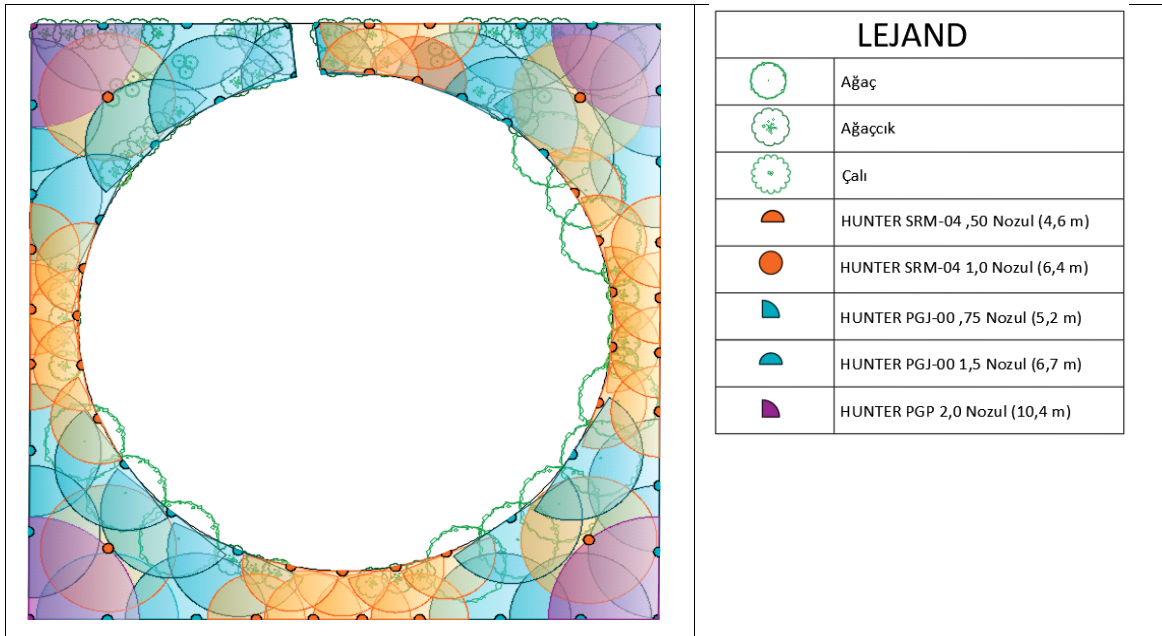 LEJAND
Ağaç
Ağaçcık
Çalı
HUNTER SRM-04 ,50 Nozul (4,6 m)
HUNTER SRM-04 1,0 Nozul (6,4 m)
HUNTER PGJ-00 ,75 Nozul (5,2 m)
HUNTER PGJ-00 1,5 Nozul (6,7 m)
HUNTER PGP 2,0 Nozul (10,4 m)